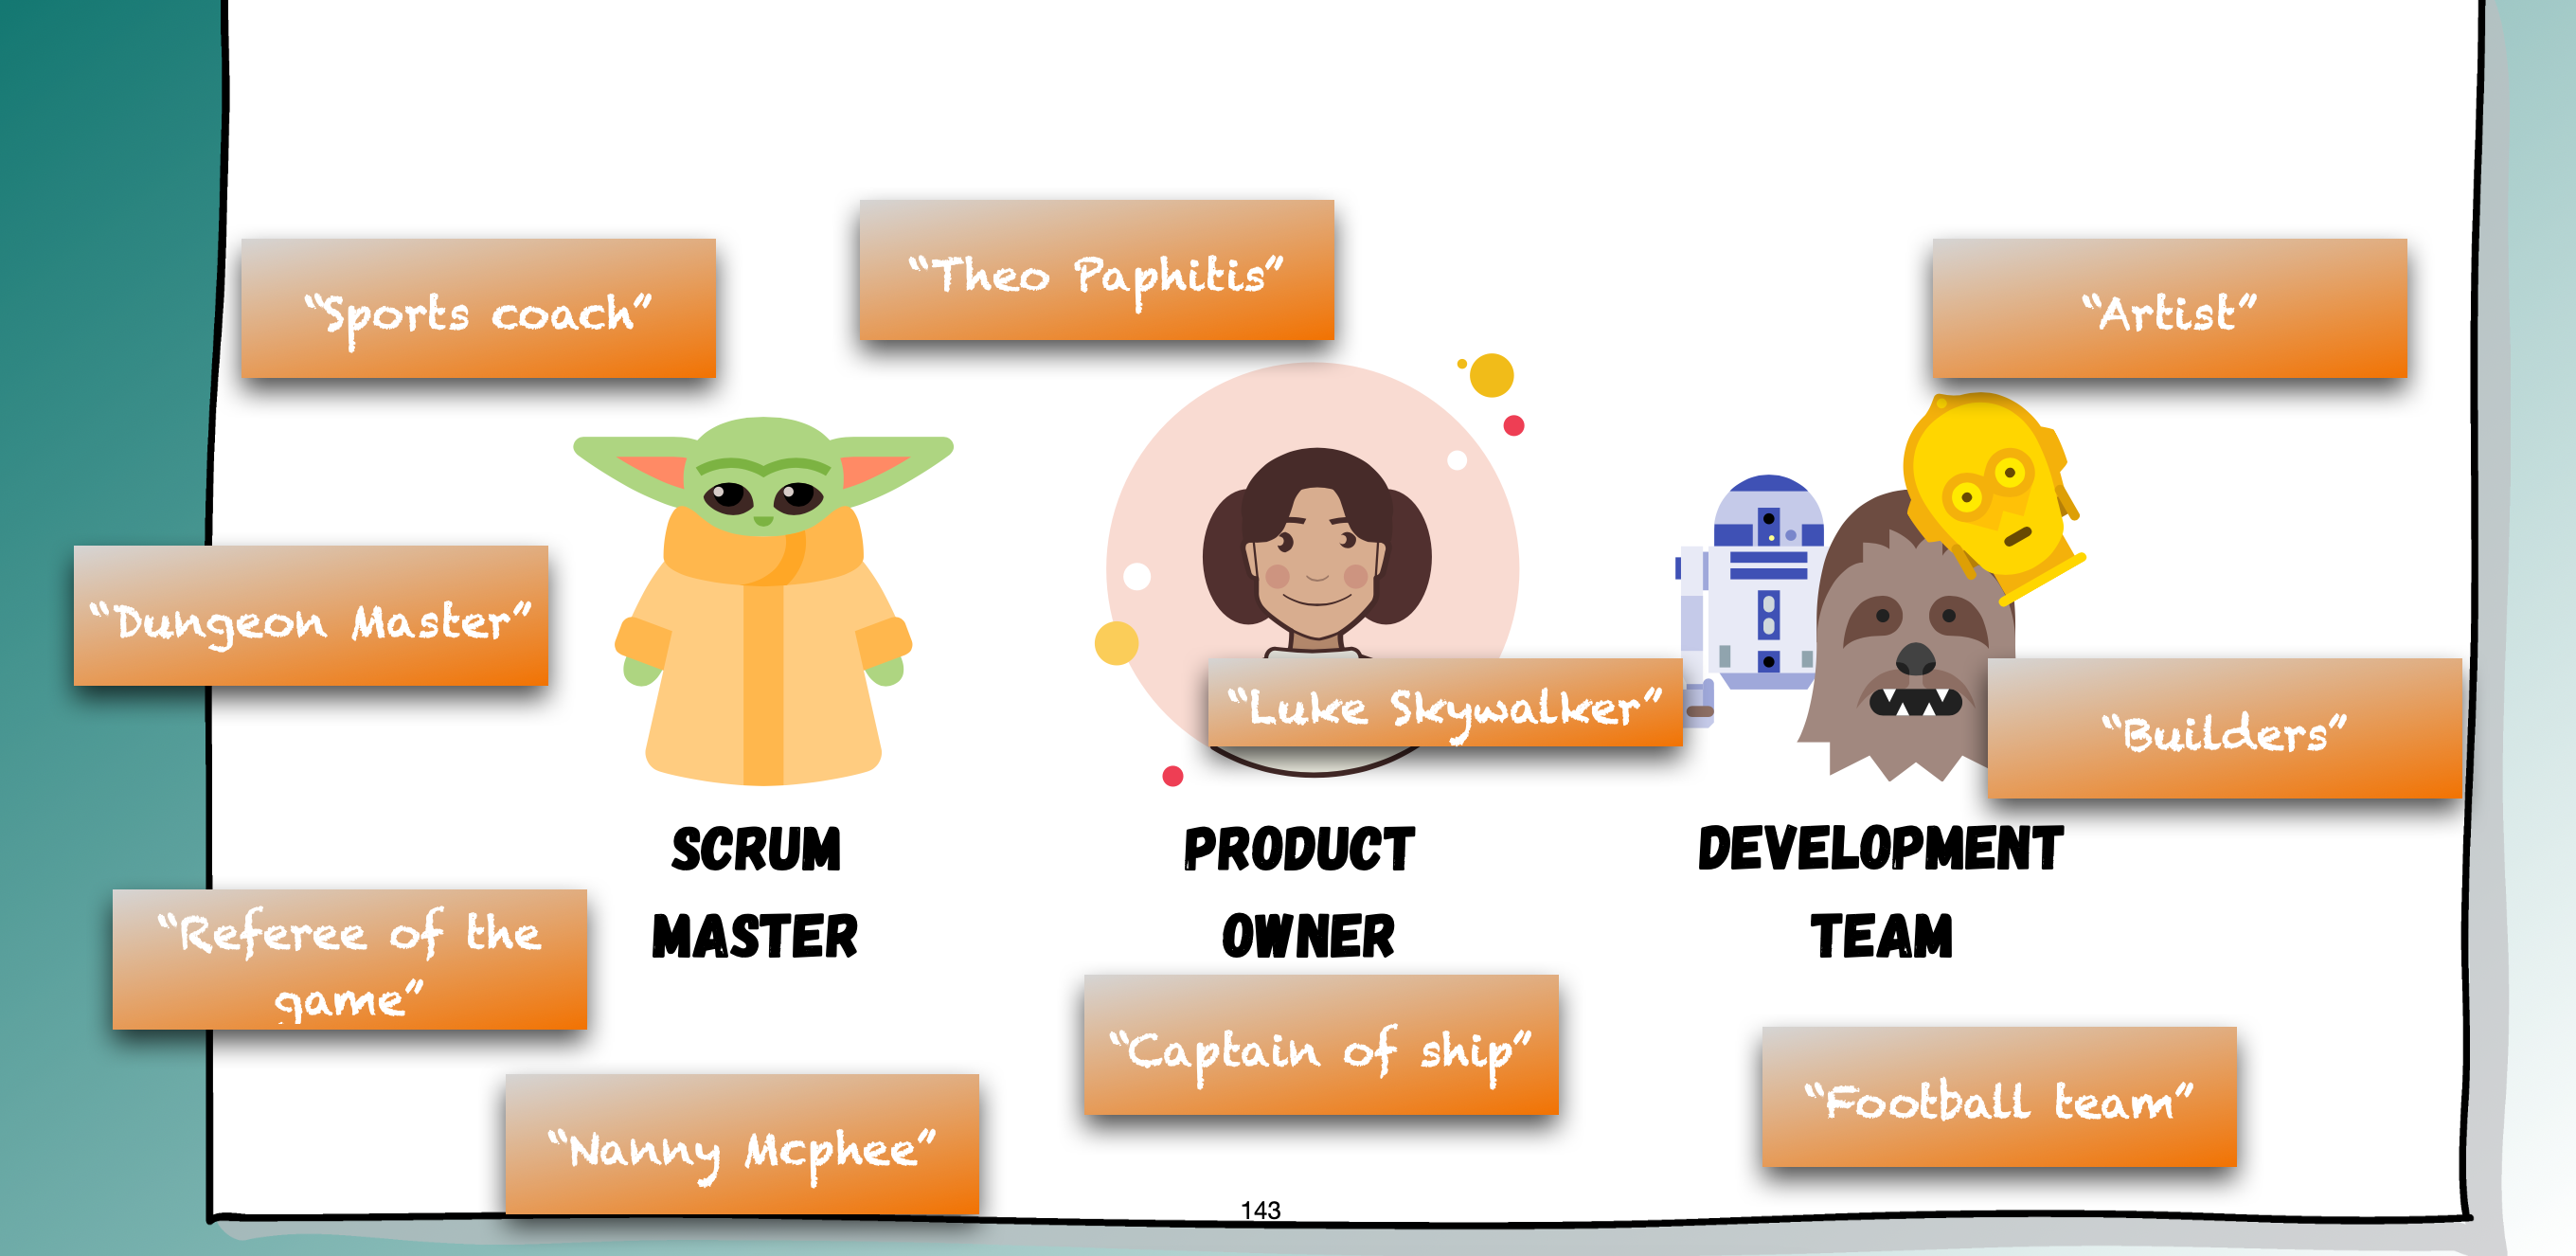 “Theo Paphitis”
“Sports coach”
“Artist”
“Dungeon Master”
“Luke Skywalker”
“Builders”
SCRUM
MASTER
PRODUCT
OWNER
DEVELOPMENT
TEAM
“Referee of the
game”
“Captain of ship”
“Football team”
“Nanny Mcphee”
143